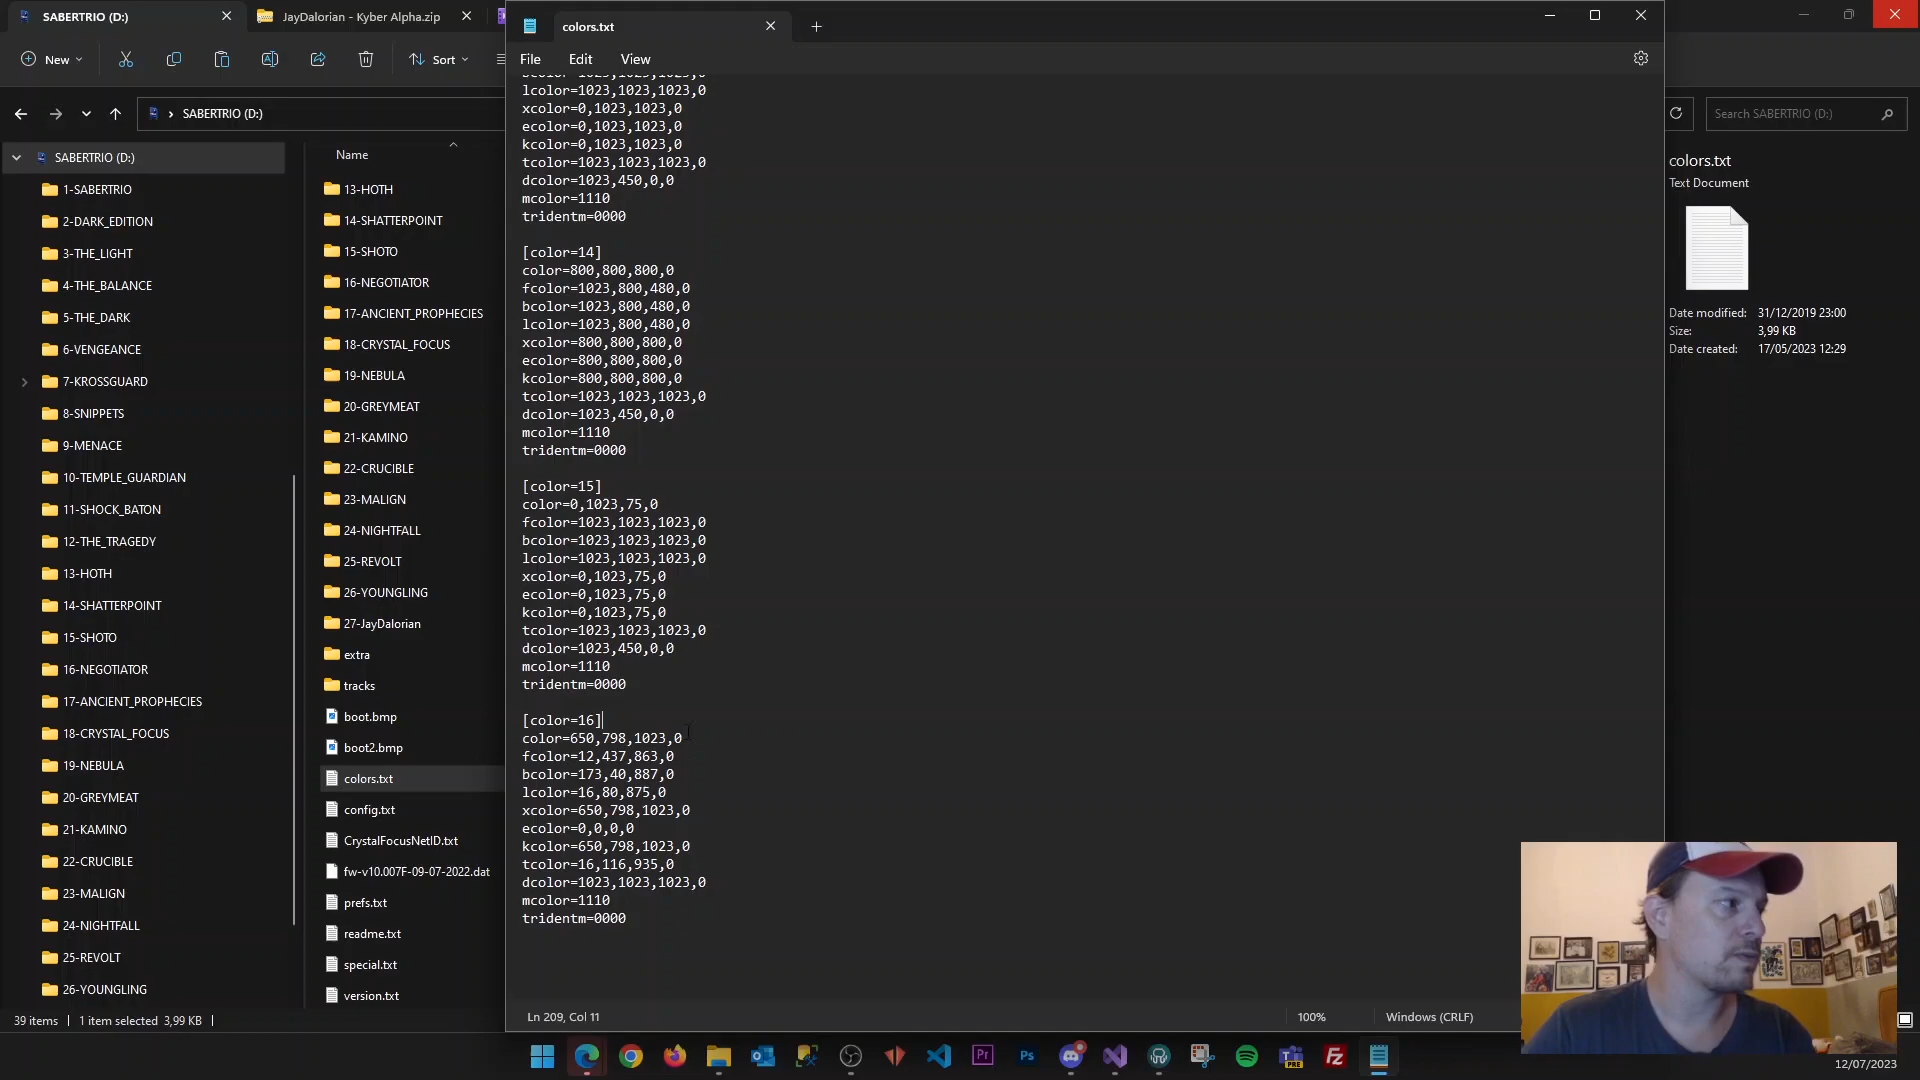 SABERTRIO (D:)
JayDalorian - Kyber Alpha.zip
colors.txt
New
Sort
File
Edit
View
SABERTRIO (D:)
Search SABERTRIO (D:)
SABERTRIO (D:)
1-SABERTRIO
2-DARK_EDITION
3-THE_LIGHT
4-THE_BALANCE
5-THE_DARK
6-VENGEANCE
7-KROSSGUARD
8-SNIPPETS
9-MENACE
10-TEMPLE_GUARDIAN
11-SHOCK_BATON
12-THE_TRAGEDY
13-HOTH
14-SHATTERPOINT
15-SHOTO
16-NEGOTIATOR
17-ANCIENT_PROPHECIES
18-CRYSTAL_FOCUS
19-NEBULA
20-GREYMEAT
21-KAMINO
22-CRUCIBLE
23-MALIGN
24-NIGHTFALL
25-REVOLT
26-YOUNGLING
39 items
1 item selected 3,99 KB
Name
13-HOTH
14-SHATTERPOINT
15-SHOTO
16-NEGOTIATOR
17-ANCIENT_PROPHECIES
18-CRYSTAL_FOCUS
19-NEBULA
20-GREYMEAT
21-KAMINO
22-CRUCIBLE
23-MALIGN
24-NIGHTFALL
25-REVOLT
26-YOUNGLING
27-JayDalorian
extra
tracks
boot.bmp
boot2.bmp
colors.txt
config.txt
CrystalFocusNetID.txt
fw-v10.007F-09-07-2022.dat
prefs.txt
readme.txt
special.txt
version.txt
bcolor=1023,1023,1023,0
lcolor=1023,1023,1023,0
xcolor=0,1023,1023,0
ecolor=0,1023,1023,0
kcolor=0,1023,1023,0
tcolor=1023,1023,1023,0
dcolor=1023,450,0,0
mcolor=1110
tridentm=0000
[color=14]
color=800,800,800,0
fcolor=1023,800,480,0
bcolor=1023,800,480,0
lcolor=1023,800,480,0
xcolor=800,800,800,0
ecolor=800,800,800,0
kcolor=800,800,800,0
tcolor=1023,1023,1023,0
dcolor=1023,450,0,0
mcolor=1110
tridentm=0000
[color=15]
color=0,1023,75,0
fcolor=1023,1023,1023,0
bcolor=1023,1023,1023,0
lcolor=1023,1023,1023,0
xcolor=0,1023,75,0
ecolor=0,1023,75,0
kcolor=0,1023,75,0
tcolor=1023,1023,1023,0
dcolor=1023,450,0,0
mcolor=1110
tridentm=0000
[color=16]
color=650,798,1023,0
fcolor=12,437,863,0
bcolor=173,40,887,0
lcolor=16,80,875,0
xcolor=650,798,1023,0
ecolor=0,0,0,0
kcolor=650,798,1023,0
tcolor=16,116,935,0
dcolor=1023,1023,1023,0
mcolor=1110
tridentm=0000
Ln 209, Col 11
100%
Windows (CRLF)
colors.txt
Text Document
Date modified: 31/12/2019 23:00
Size: 3,99 KB
Date created: 17/05/2023 12:29
Pr
Ps
PRE
Fz
12/07/2023